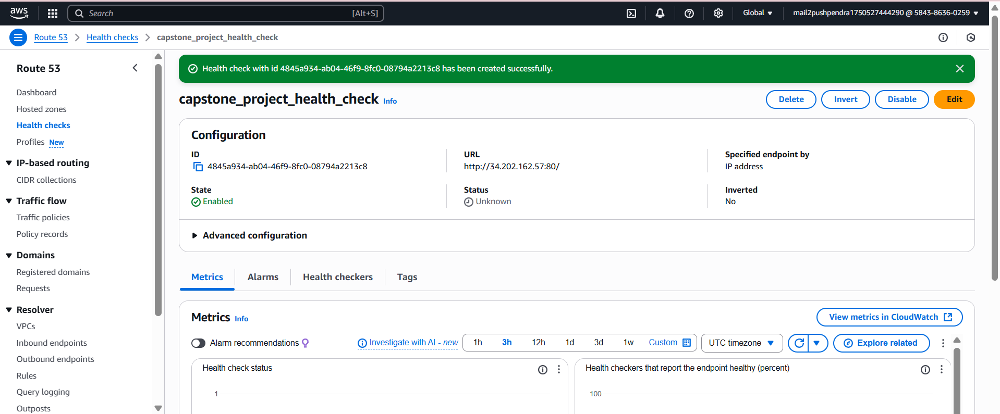 aws
Search [Alt+S]
Global
mail2pushpendra1750527444290 @ 5843-8636-0259
Route 53 > Health checks > capstone_project_health_check
Route 53
Dashboard
Hosted zones
Health checks
Profiles New
IP-based routing
CIDR collections
Traffic flow
Traffic policies
Policy records
Domains
Registered domains
Requests
Resolver
VPCs
Inbound endpoints
Outbound endpoints
Rules
Query logging
Outposts
Health check with id 4845a934-ab04-46f9-8fc0-08794a2213c8 has been created successfully.
capstone_project_health_check Info
Delete
Invert
Disable
Edit
Configuration
ID
4845a934-ab04-46f9-8fc0-08794a2213c8
URL
http://34.202.162.57:80/
Specified endpoint by
IP address
State
Enabled
Status
Unknown
Inverted
No
Advanced configuration
Metrics
Alarms
Health checkers
Tags
Metrics Info
View metrics in CloudWatch
Alarm recommendations
Investigate with AI - new
1h 3h 12h 1d 3d 1w Custom
UTC timezone
Explore related
Health check status
1
Health checkers that report the endpoint healthy (percent)
100